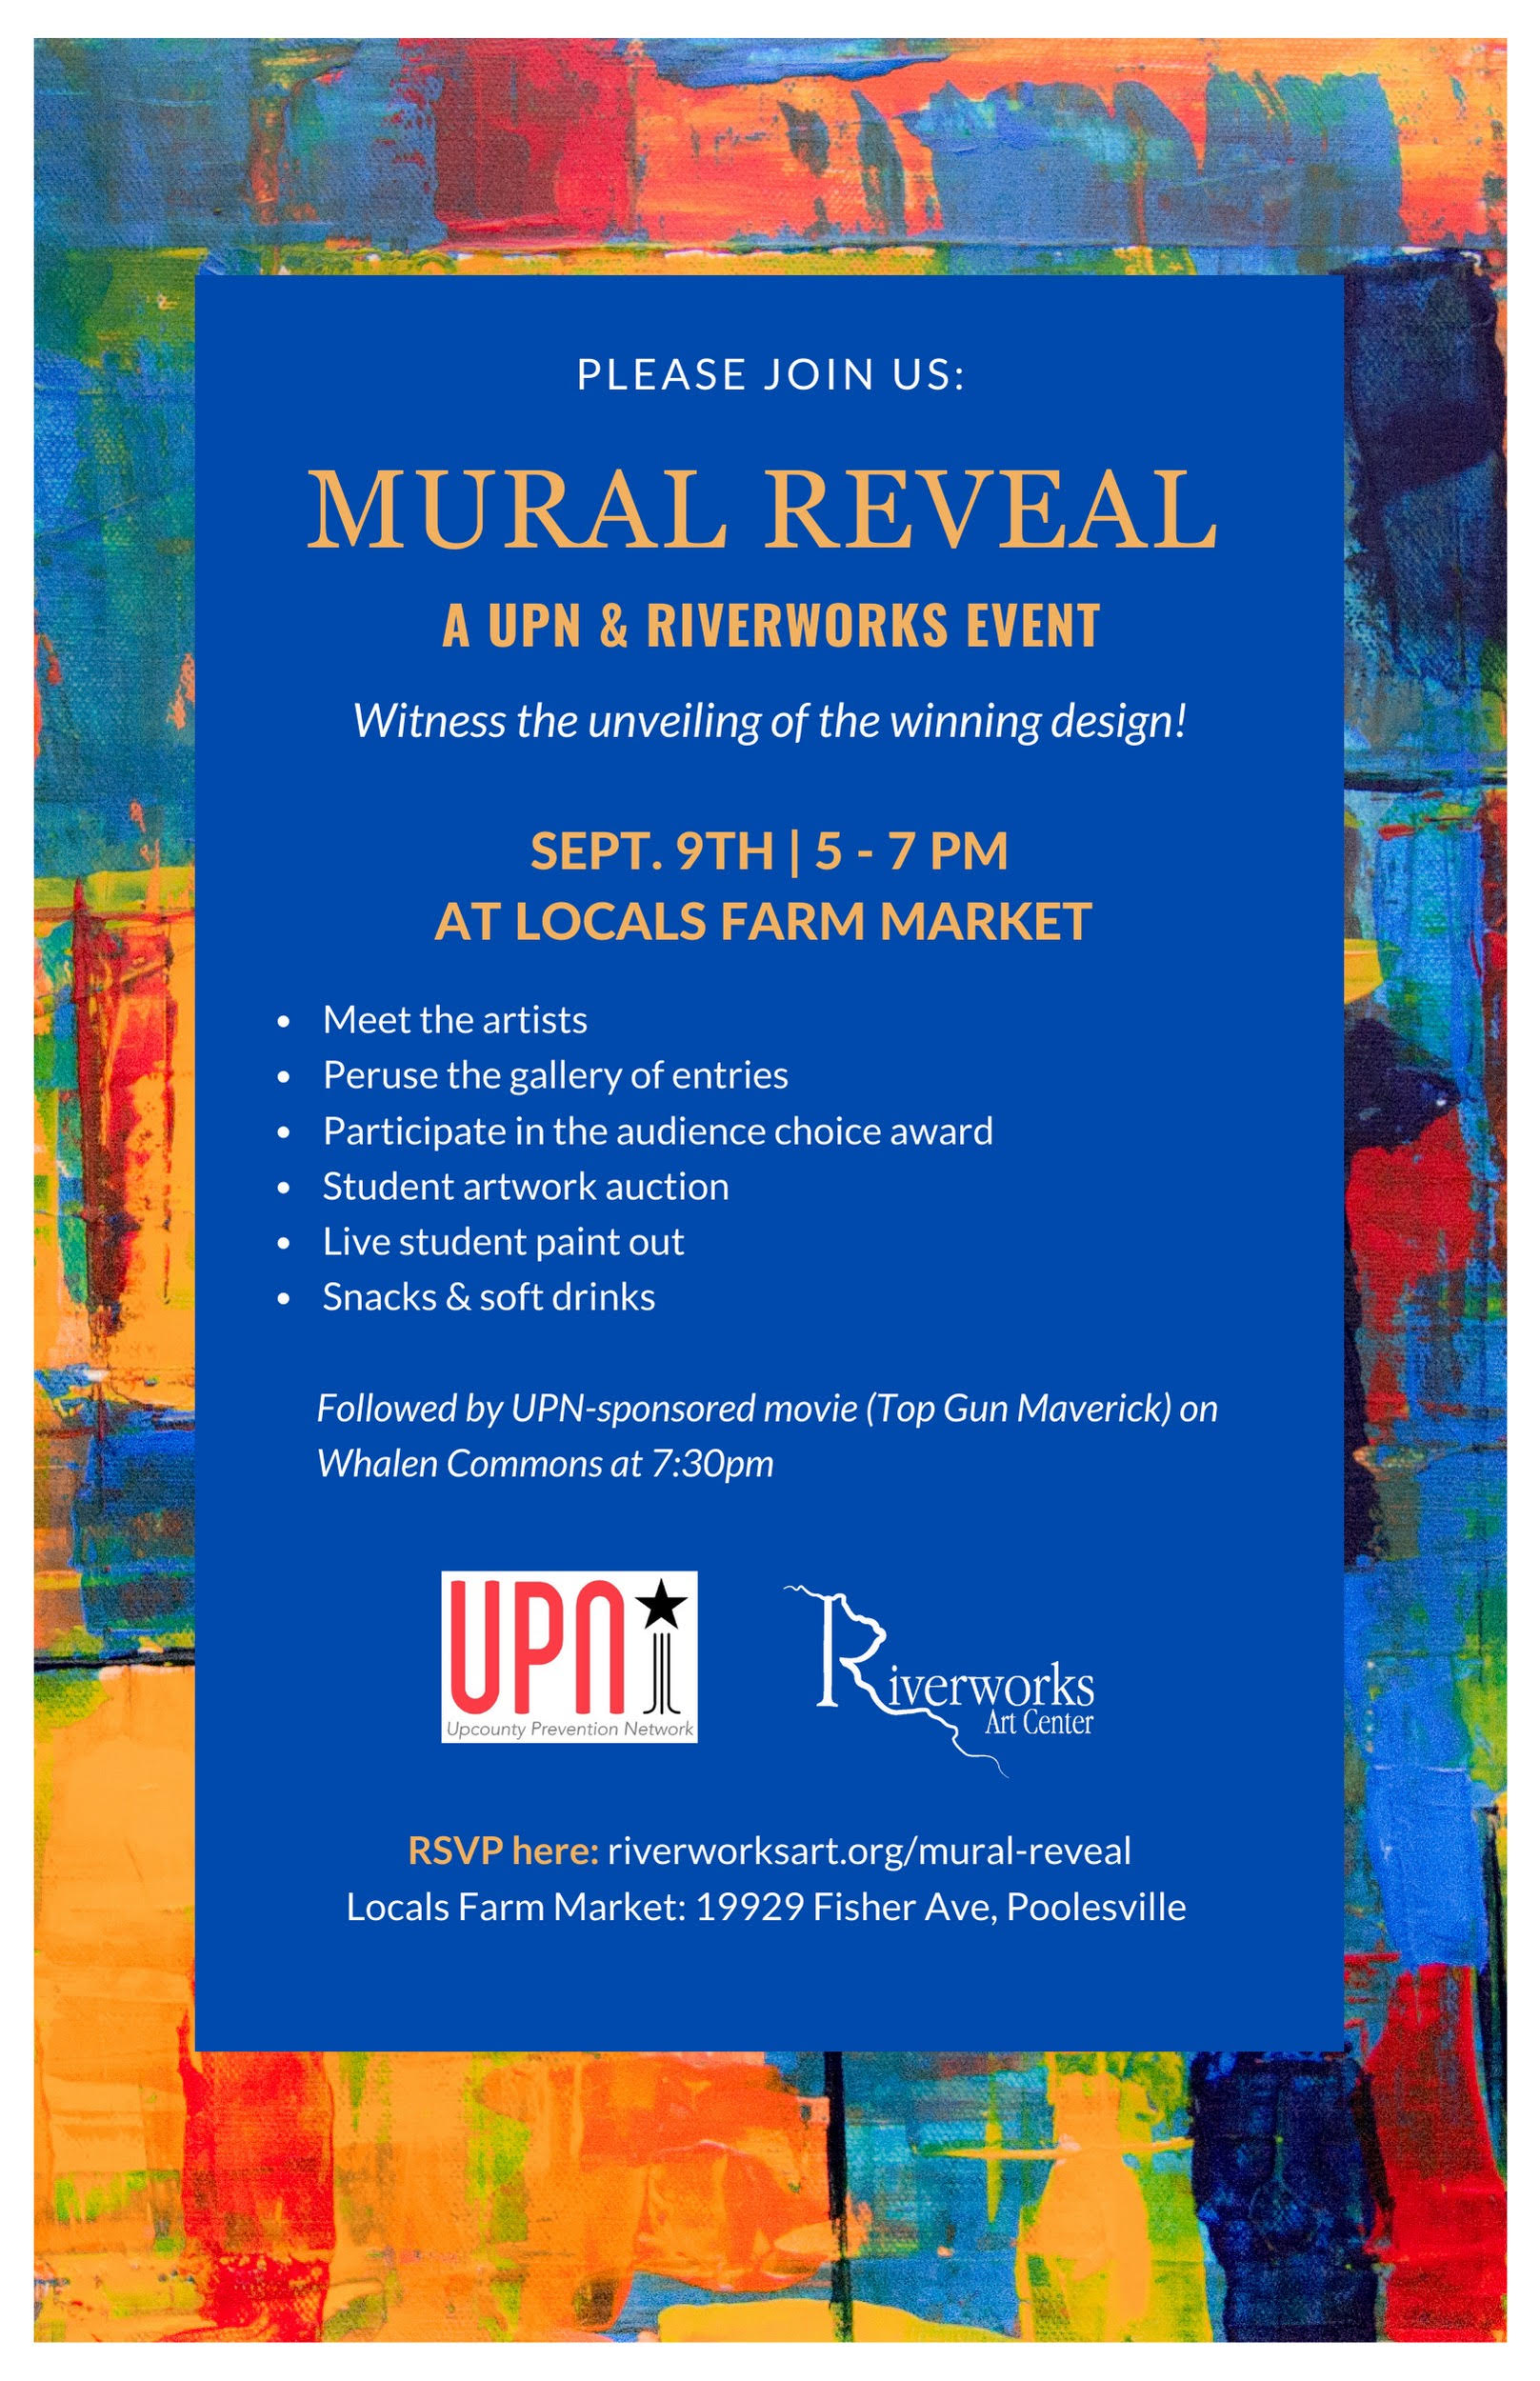 PLEASE JOIN US:
MURAL REVEAL
A UPN & RIVERWORKS EVENT
Witness the unveiling of the winning design!
SEPT. 9TH | 5 - 7 PM
AT LOCALS FARM MARKET
• Meet the artists
• Peruse the gallery of entries
• Participate in the audience choice award
• Student artwork auction
• Live student paint out
• Snacks & soft drinks
Followed by UPN-sponsored movie (Top Gun Maverick) on
Whalen Commons at 7:30pm
UPN
Upcounty Prevention Network
Riverworks
Art Center
RSVP here: riverworksart.org/mural-reveal
Locals Farm Market: 19929 Fisher Ave, Poolesville